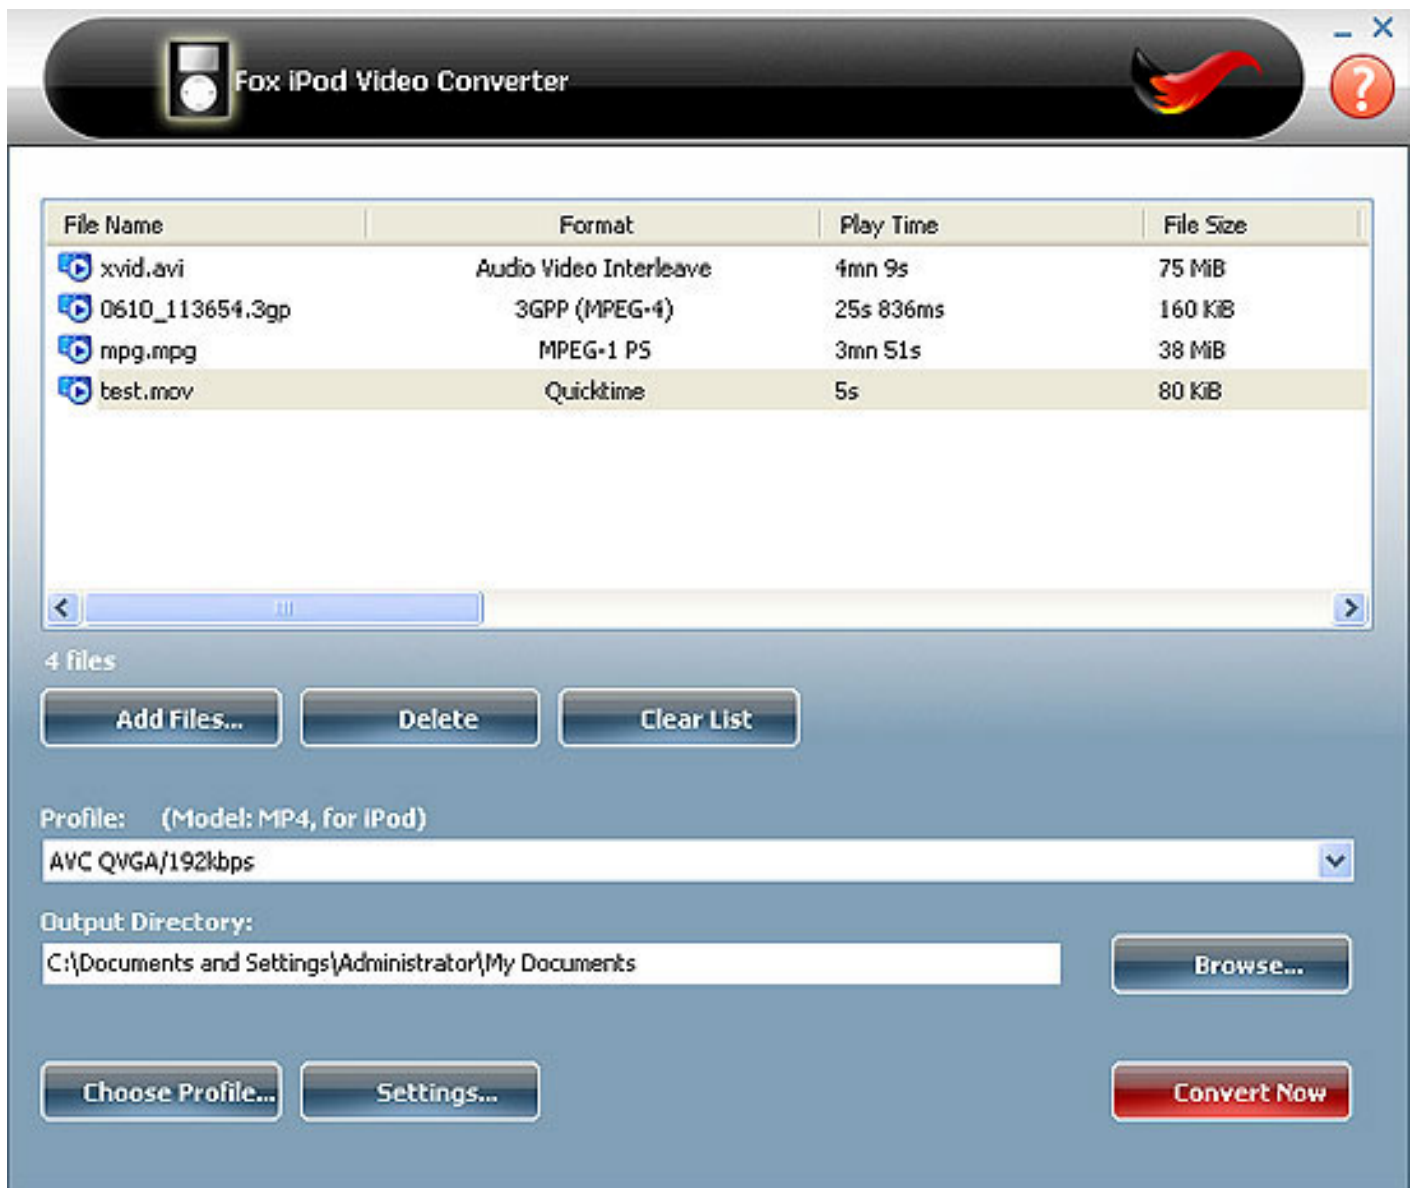 Fox iPod Video Converter
?
File Name Format Play Time File Size
xvid.avi Audio Video Interleave 4mn 9s 75 MiB
0610_113654.3gp 3GPP (MPEG-4) 25s 836ms 160 KiB
mpg.mpg MPEG-1 PS 3mn 51s 38 MiB
test.mov Quicktime 5s 80 KiB
4 files
Add Files... Delete Clear List
Profile: (Model: MP4, for iPod)
AVC QVGA/192kbps
Output Directory:
C:\Documents and Settings\Administrator\My Documents
Browse...
Choose Profile... Settings... Convert Now